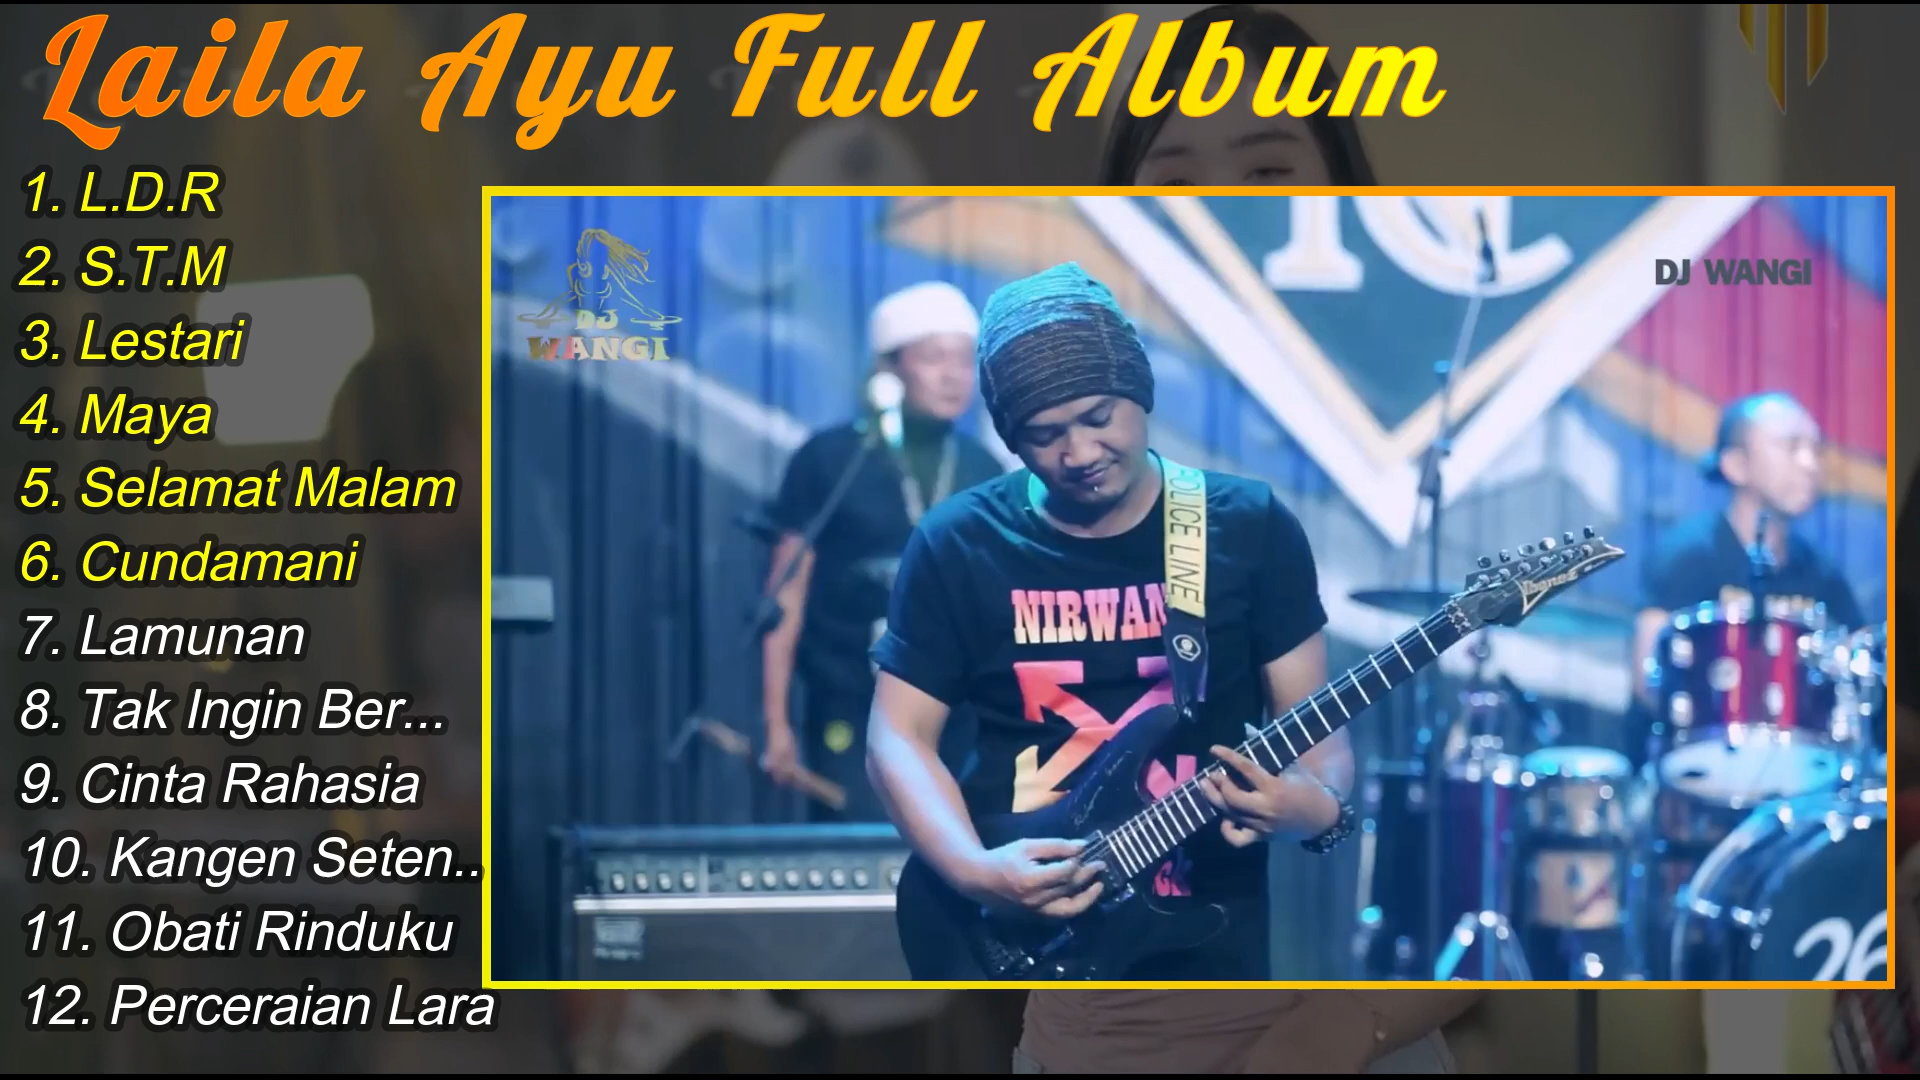 Laila Ayu Full Album
1. L.D.R
2. S.T.M
3. Lestari
4. Maya
5. Selamat Malam
6. Cundamani
7. Lamunan
8. Tak Ingin Ber...
9. Cinta Rahasia
10. Kangen Seten..
11. Obati Rinduku
12. Perceraian Lara
DJ
WANGI
DJ WANGI
POLICE LINE
NIRWAN
Ibanez
26